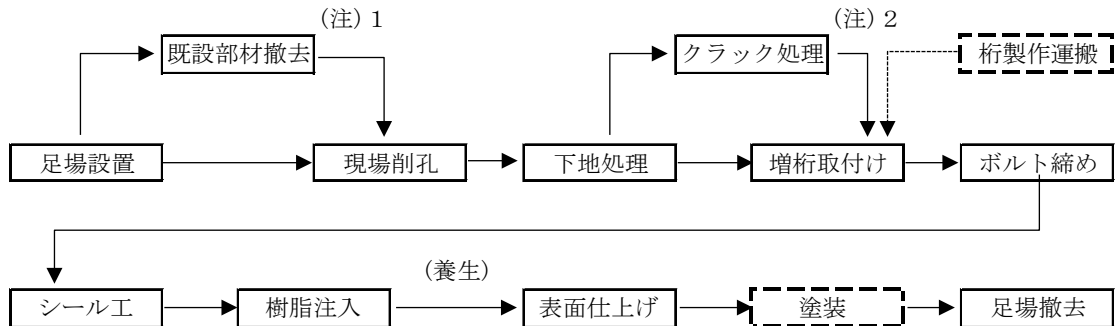 (注) 1
(注) 2
既設部材撤去
クラック処理
桁製作運搬
足場設置
現場削孔
下地処理
増桁取付け
ボルト締め
(養生)
シール工
樹脂注入
表面仕上げ
塗装
足場撤去